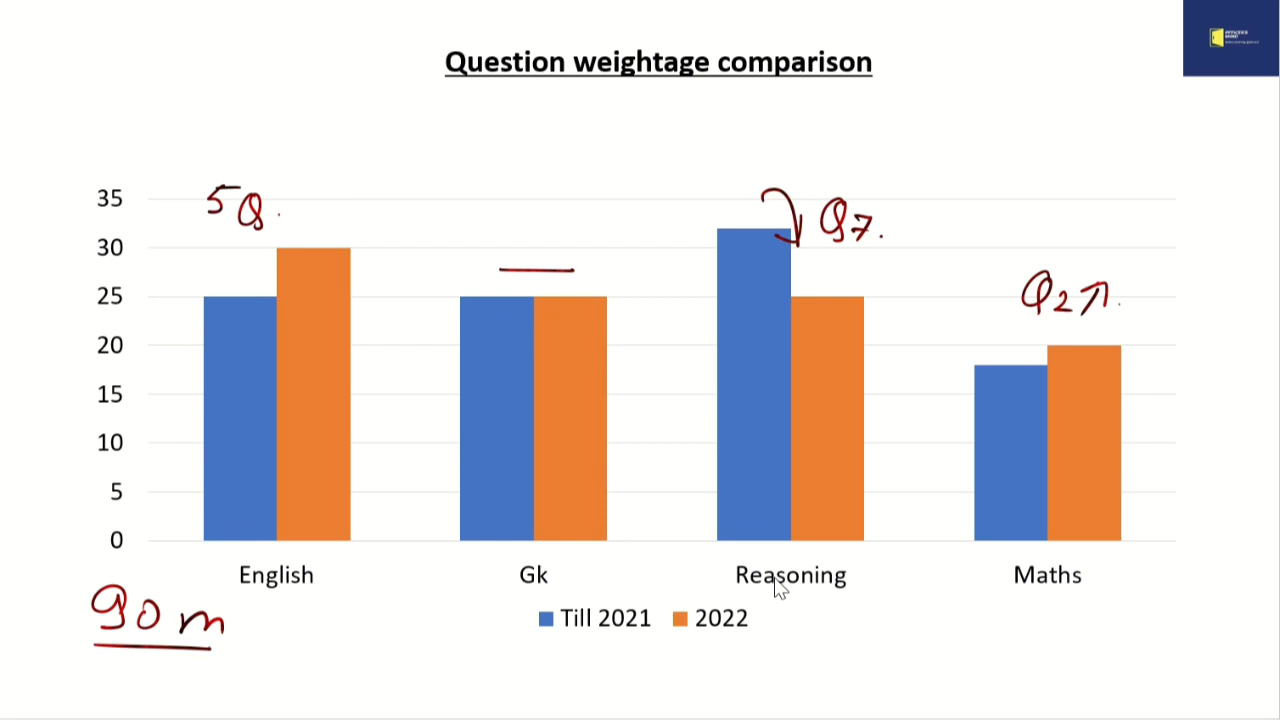 Question weightage comparison
35
5Q.
Q7.
30
25
Q2
20
15
10
5
0
English Gk Reasoning Maths
90 m
Till 2021 2022